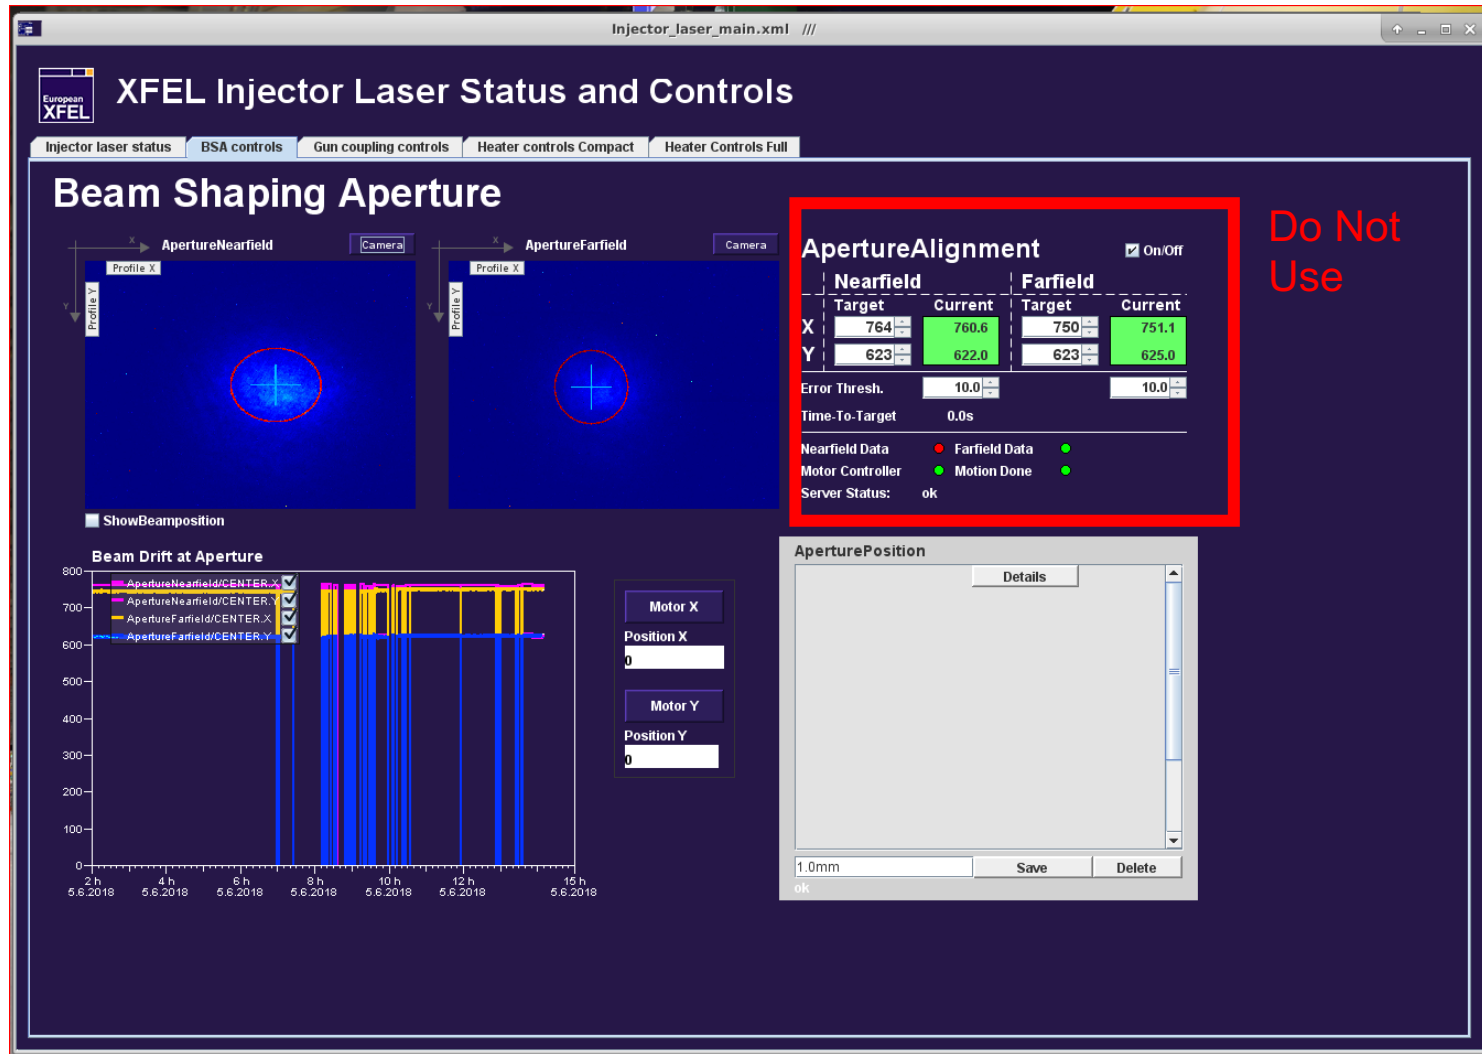 Injector_laser_main.xml ///
European
XFEL
XFEL Injector Laser Status and Controls
Injector laser status BSA controls Gun coupling controls Heater controls Compact Heater Controls Full
Beam Shaping Aperture
X ApertureNearfield Camera
Profile X
Y Profile Y
X ApertureFarfield Camera
Profile X
Y Profile Y
ShowBeamposition
ApertureAlignment On/Off
Nearfield Farfield
Target Current Target Current
X 764 760.6 750 751.1
Y 623 622.0 623 625.0
Error Thresh. 10.0 10.0
Time-To-Target 0.0s
Nearfield Data Farfield Data
Motor Controller Motion Done
Server Status: ok
Do Not
Use
Beam Drift at Aperture
ApertureNearfield/CENTER.X
ApertureNearfield/CENTER.Y
ApertureFarfield/CENTER.X
ApertureFarfield/CENTER.Y
800
700
600
500
400
300
200
100
0
2 h 4 h 6 h 8 h 10 h 12 h 15 h
5.6.2018 5.6.2018 5.6.2018 5.6.2018 5.6.2018 5.6.2018 5.6.2018
Motor X
Position X
0
Motor Y
Position Y
0
AperturePosition
Details
1.0mm Save Delete
ok